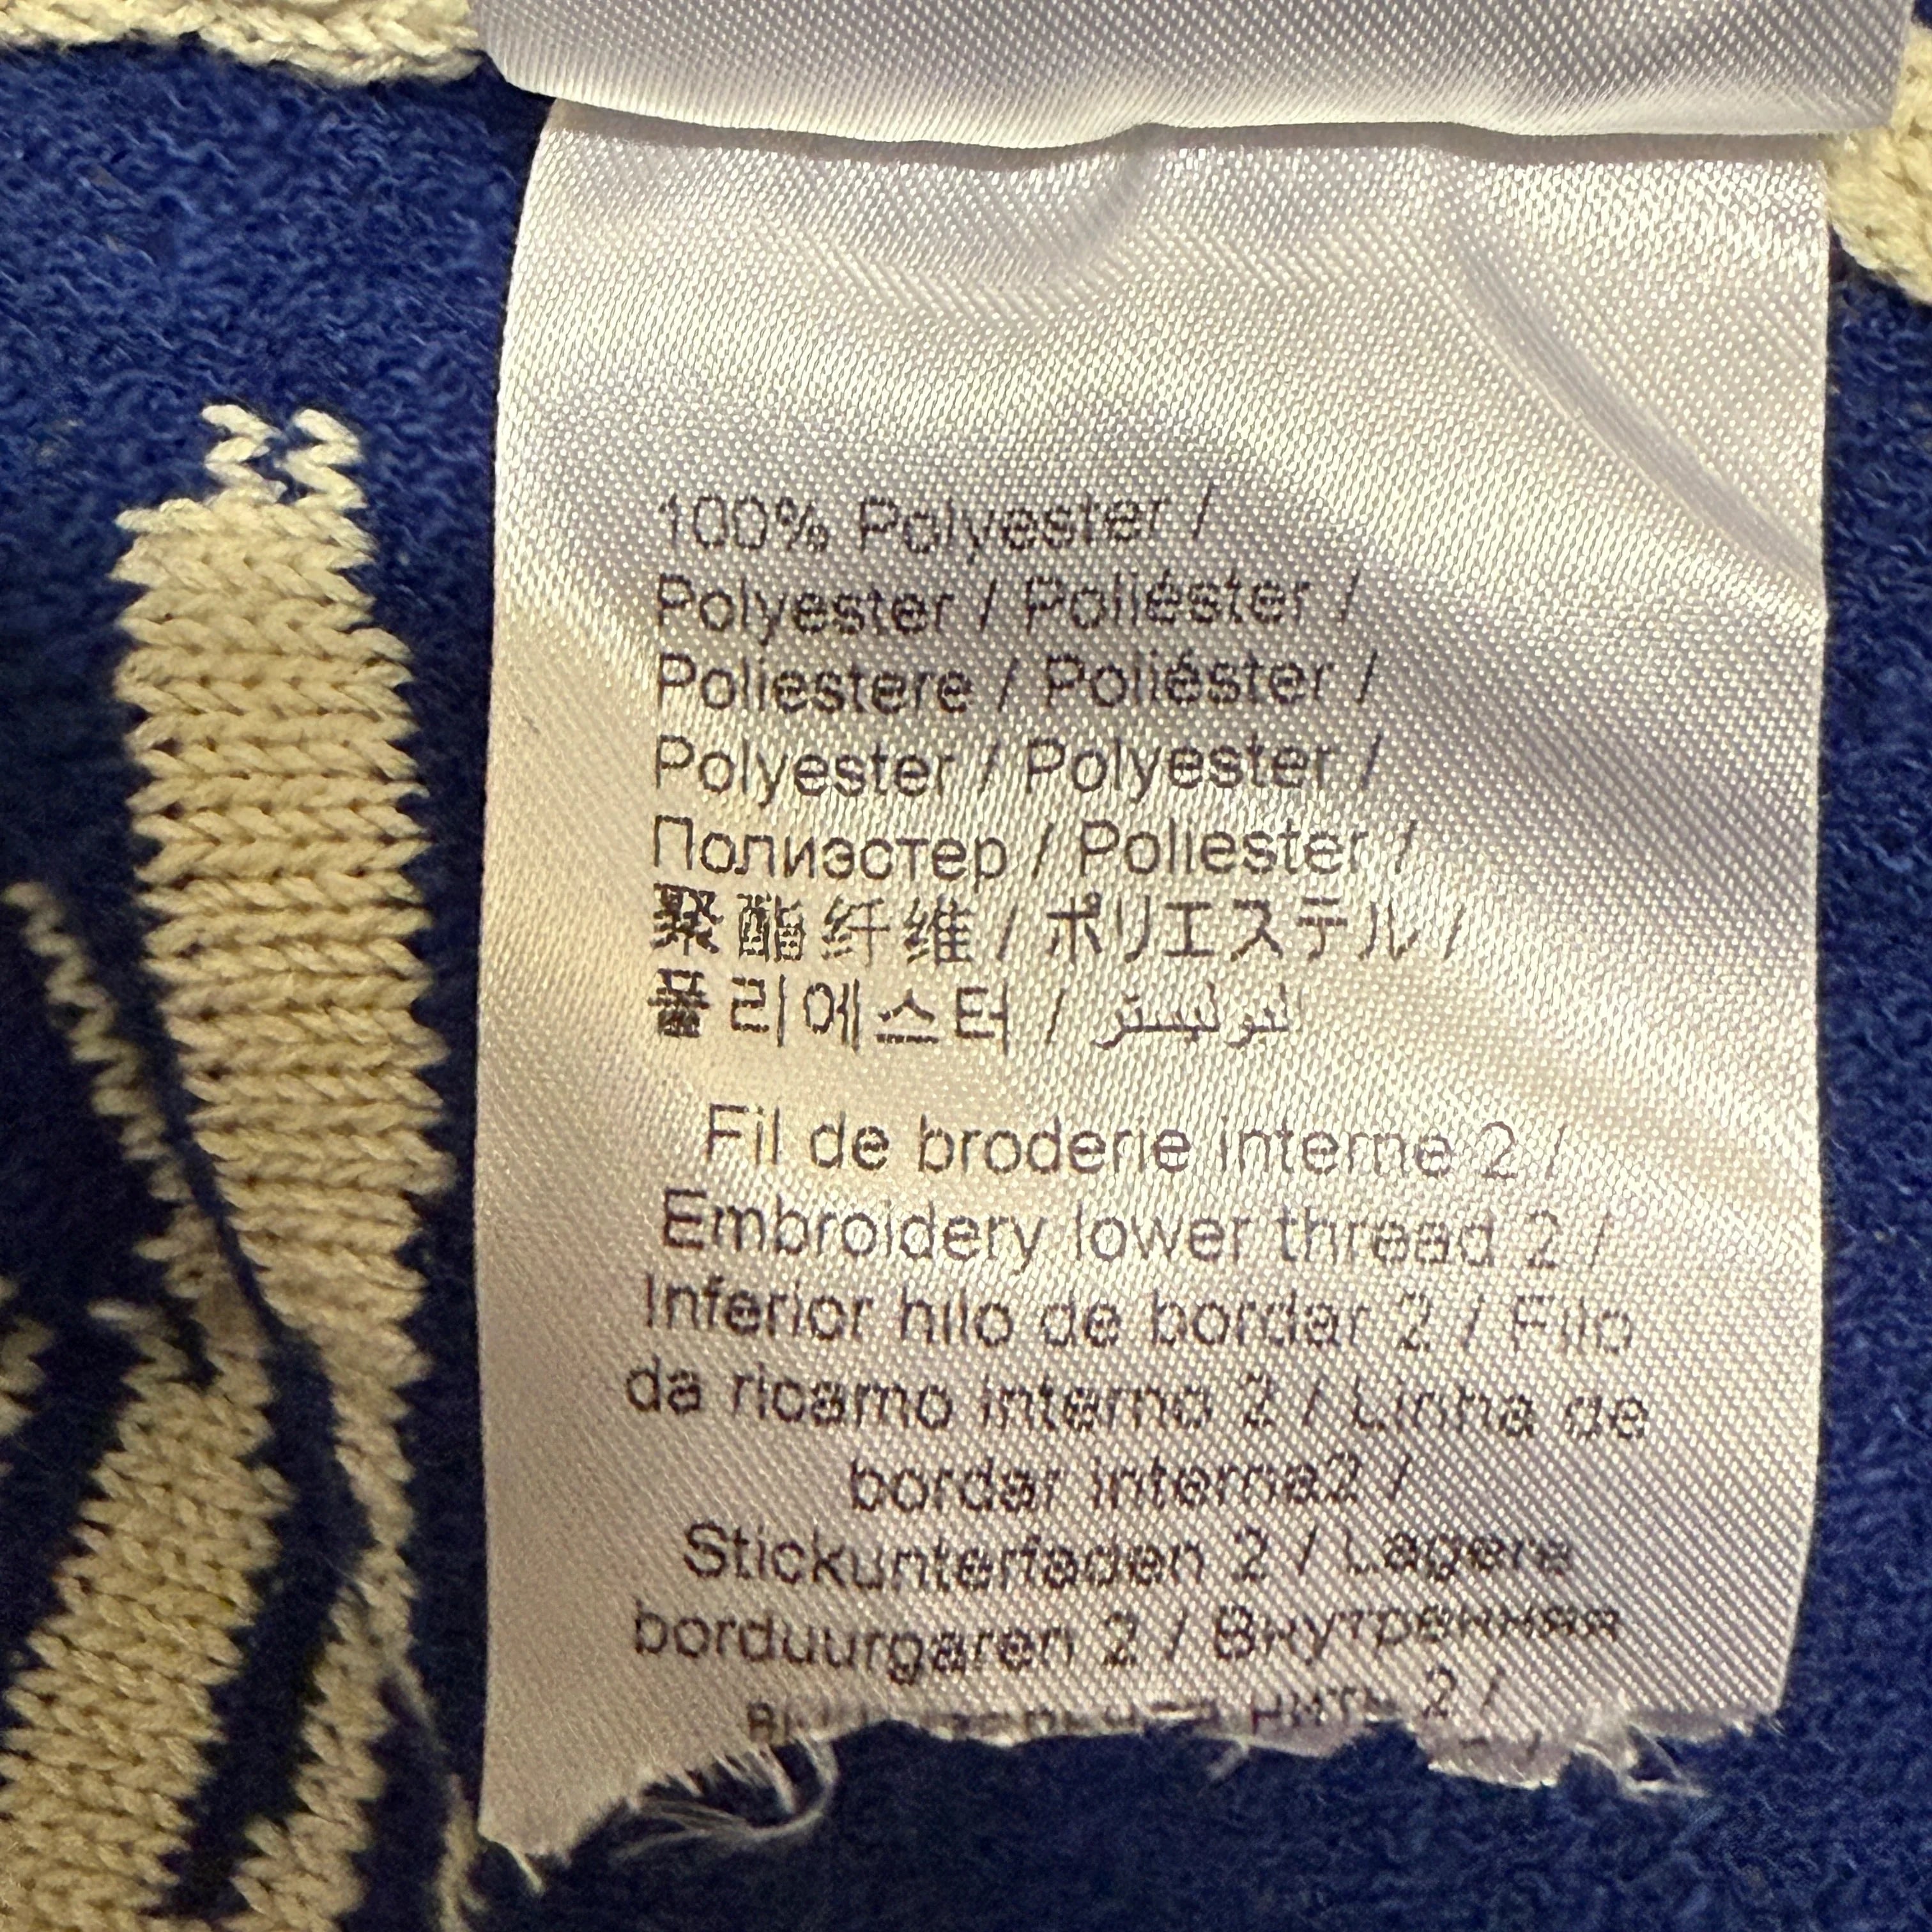 100% Polyester /
Polyester / Poliéster /
Poliestere / Poliéster /
Polyester / Polyester /
Полиэстер / Poliester /
聚酯纤维 / ポリエステル /
폴리에스터 / بوليستر
Fil de broderie interne 2 /
Embroidery lower thread 2 /
Inferior hilo de bordar 2 / Filo
da ricamo interno 2 / Linha de
bordar interna2 /
Stickunterfaden 2 / Lagere
borduurgaren 2 / Внутренняя
нить 2 /